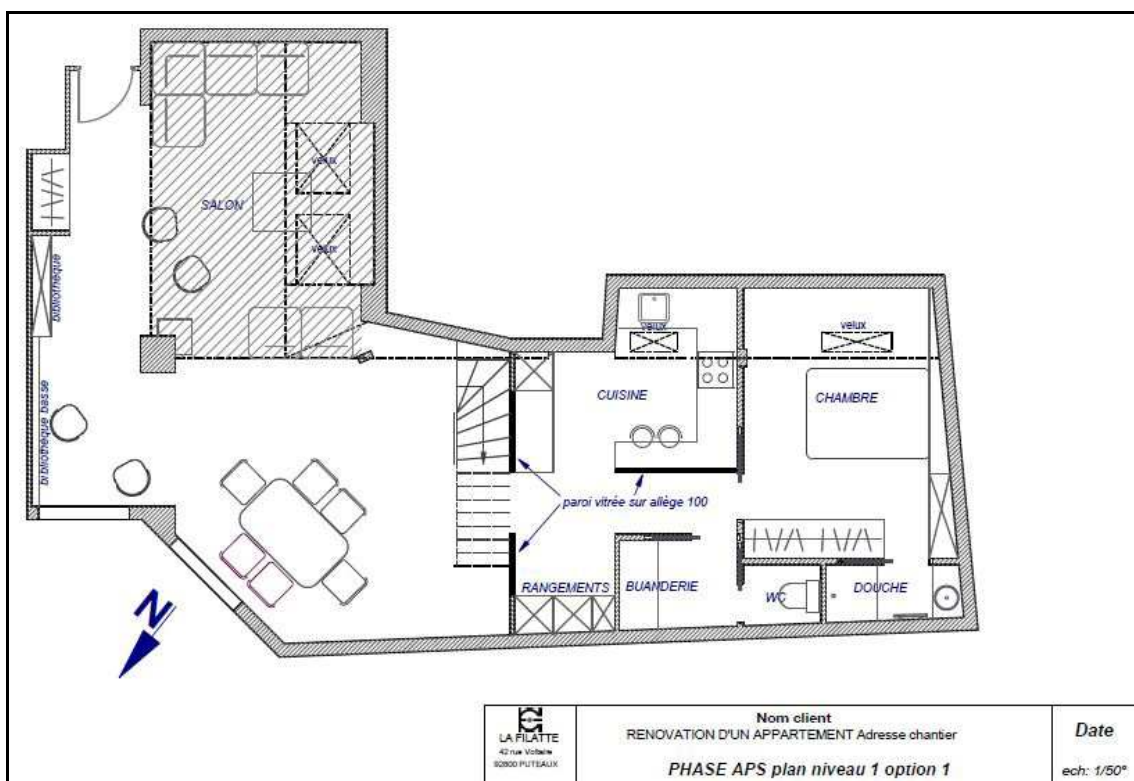 velux
SALON
velux
bibliothèque
velux
velux
CUISINE
CHAMBRE
bibliothèque basse
paroi vitrée sur allège 100
RANGEMENTS
BUANDERIE
WC
DOUCHE
N
LA FILATTE
42 rue Voltaire
92800 PUTEAUX
Nom client
RENOVATION D'UN APPARTEMENT Adresse chantier
PHASE APS plan niveau 1 option 1
Date
ech: 1/50°